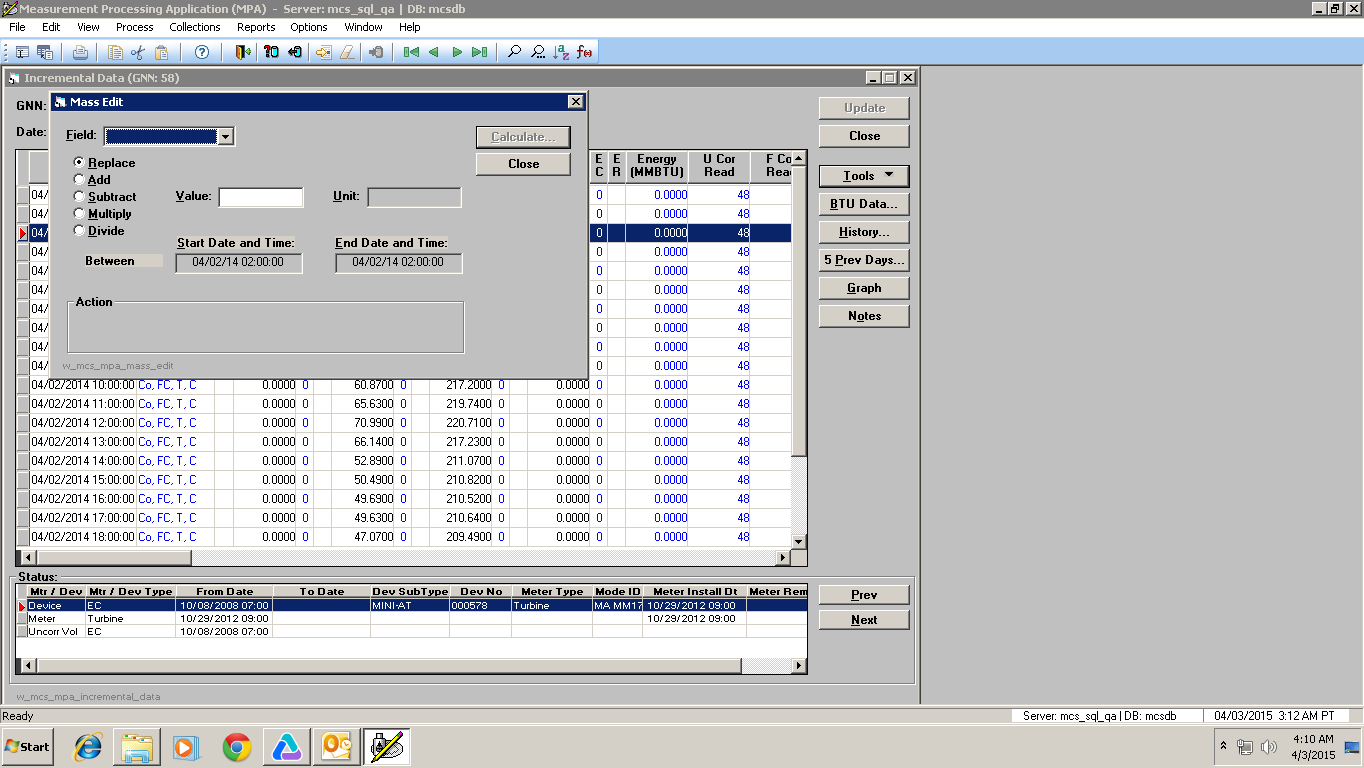 Measurement Processing Application (MPA) - Server: mcs_sql_qa | DB: mcsdb
File Edit View Process Collections Reports Options Window Help
Incremental Data (GNN: 58)
GNN:
Date:
Mass Edit
Field:
Replace
Add
Subtract
Multiply
Divide
Value:
Unit:
Start Date and Time:
End Date and Time:
Between
04/02/14 02:00:00
04/02/14 02:00:00
Action
w_mcs_mpa_mass_edit
Calculate...
Close
Update
Close
Tools
BTU Data...
History...
5 Prev Days...
Graph
Notes
E C E R Energy (MMBTU) U Cor Read F Co Rea
04/ 0 0.0000 48
04/ 0 0.0000 48
04/ 0 0.0000 48
04/ 0 0.0000 48
04/ 0 0.0000 48
04/ 0 0.0000 48
04/ 0 0.0000 48
04/ 0 0.0000 48
04/ 0 0.0000 48
04/ 0 0.0000 48
04/02/2014 10:00:00 Co, FC, T, C 0.0000 0 60.8700 0 217.2000 0 0.0000 0 0.0000 48
04/02/2014 11:00:00 Co, FC, T, C 0.0000 0 65.6300 0 219.7400 0 0.0000 0 0.0000 48
04/02/2014 12:00:00 Co, FC, T, C 0.0000 0 70.9900 0 220.7100 0 0.0000 0 0.0000 48
04/02/2014 13:00:00 Co, FC, T, C 0.0000 0 66.1400 0 217.2300 0 0.0000 0 0.0000 48
04/02/2014 14:00:00 Co, FC, T, C 0.0000 0 52.8900 0 211.0700 0 0.0000 0 0.0000 48
04/02/2014 15:00:00 Co, FC, T, C 0.0000 0 50.4900 0 210.8200 0 0.0000 0 0.0000 48
04/02/2014 16:00:00 Co, FC, T, C 0.0000 0 49.6900 0 210.5200 0 0.0000 0 0.0000 48
04/02/2014 17:00:00 Co, FC, T, C 0.0000 0 49.6300 0 210.6400 0 0.0000 0 0.0000 48
04/02/2014 18:00:00 Co, FC, T, C 0.0000 0 47.0700 0 209.4900 0 0.0000 0 0.0000 48
Status:
Mtr / Dev Mtr / Dev Type From Date To Date Dev SubType Dev No Meter Type Mode ID Meter Install Dt Meter Rem
Device EC 10/08/2008 07:00 MINI-AT 000578 Turbine MA MM17 10/29/2012 09:00
Meter Turbine 10/29/2012 09:00 10/29/2012 09:00
Uncorr Vol EC 10/08/2008 07:00
Prev
Next
w_mcs_mpa_incremental_data
Ready
Server: mcs_sql_qa | DB: mcsdb
04/03/2015 3:12 AM PT
Start
4:10 AM
4/3/2015